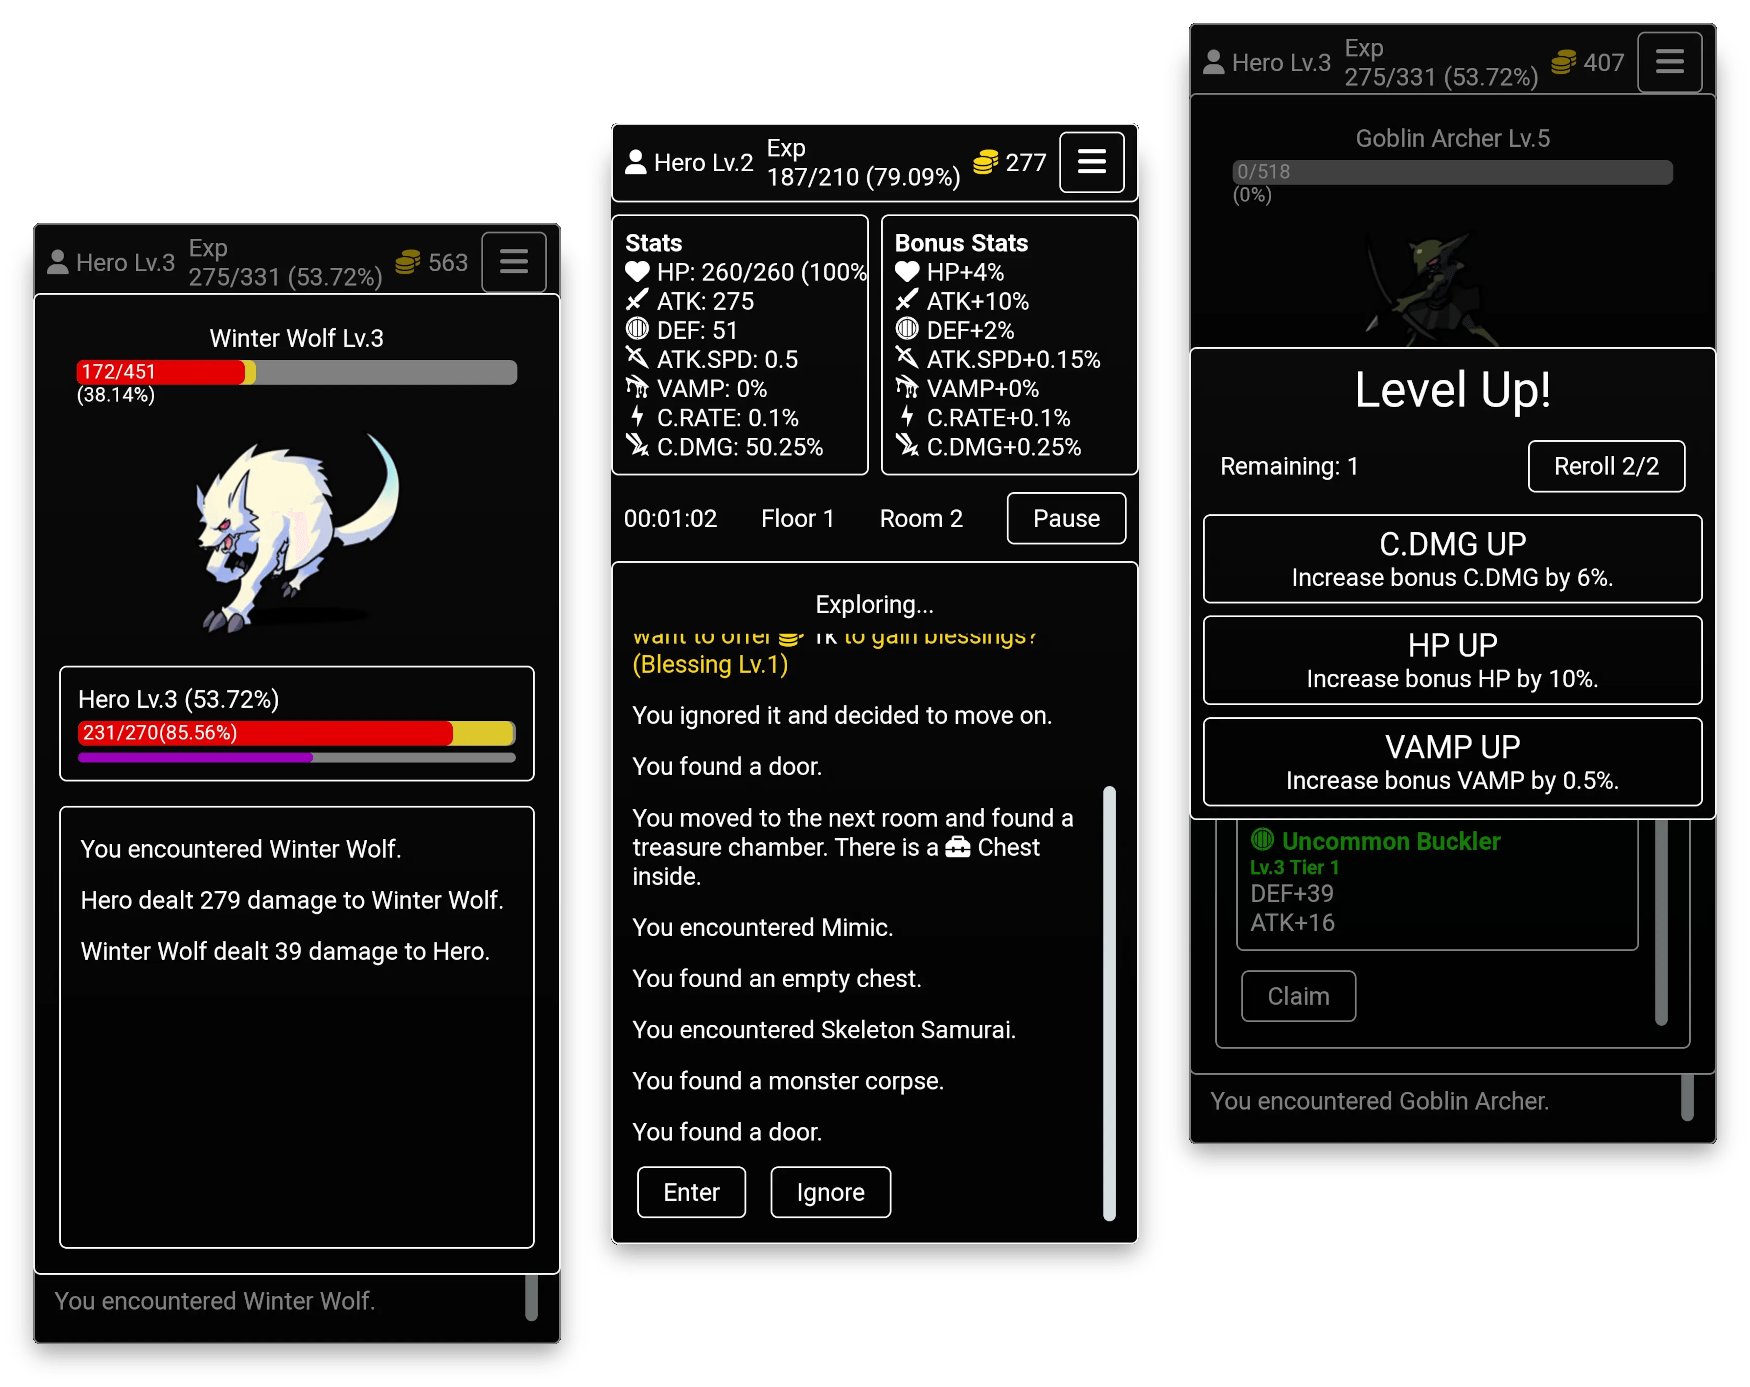 Hero Lv.3
Exp
275/331 (53.72%)
563
Winter Wolf Lv.3
172/451
(38.14%)
Hero Lv.3 (53.72%)
231/270(85.56%)
You encountered Winter Wolf.
Hero dealt 279 damage to Winter Wolf.
Winter Wolf dealt 39 damage to Hero.
You encountered Winter Wolf.
Hero Lv.2
Exp
187/210 (79.09%)
277
Stats
HP: 260/260 (100%
ATK: 275
DEF: 51
ATK.SPD: 0.5
VAMP: 0%
C.RATE: 0.1%
C.DMG: 50.25%
Bonus Stats
HP+4%
ATK+10%
DEF+2%
ATK.SPD+0.15%
VAMP+0%
C.RATE+0.1%
C.DMG+0.25%
00:01:02
Floor 1
Room 2
Pause
Exploring...
want to offer 1K to gain blessings?
(Blessing Lv.1)
You ignored it and decided to move on.
You found a door.
You moved to the next room and found a
treasure chamber. There is a Chest
inside.
You encountered Mimic.
You found an empty chest.
You encountered Skeleton Samurai.
You found a monster corpse.
You found a door.
Enter
Ignore
Hero Lv.3
Exp
275/331 (53.72%)
407
Goblin Archer Lv.5
0/518
(0%)
Level Up!
Remaining: 1
Reroll 2/2
C.DMG UP
Increase bonus C.DMG by 6%.
HP UP
Increase bonus HP by 10%.
VAMP UP
Increase bonus VAMP by 0.5%.
Uncommon Buckler
Lv.3 Tier 1
DEF+39
ATK+16
Claim
You encountered Goblin Archer.